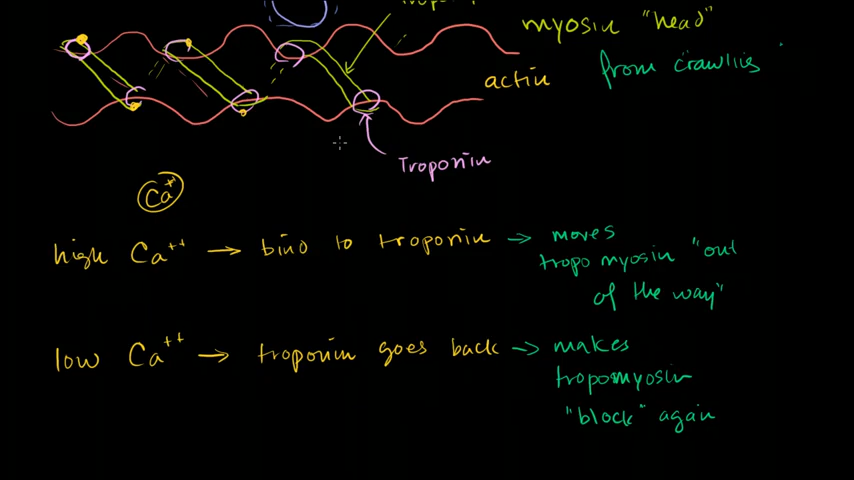 myosin "head"
from crawlies
actin
Troponin
Ca++
high Ca++ → bind to troponin → moves
tropomyosin "out
of the way"
low Ca++ → troponin goes back → makes
tropomyosin
"block" again